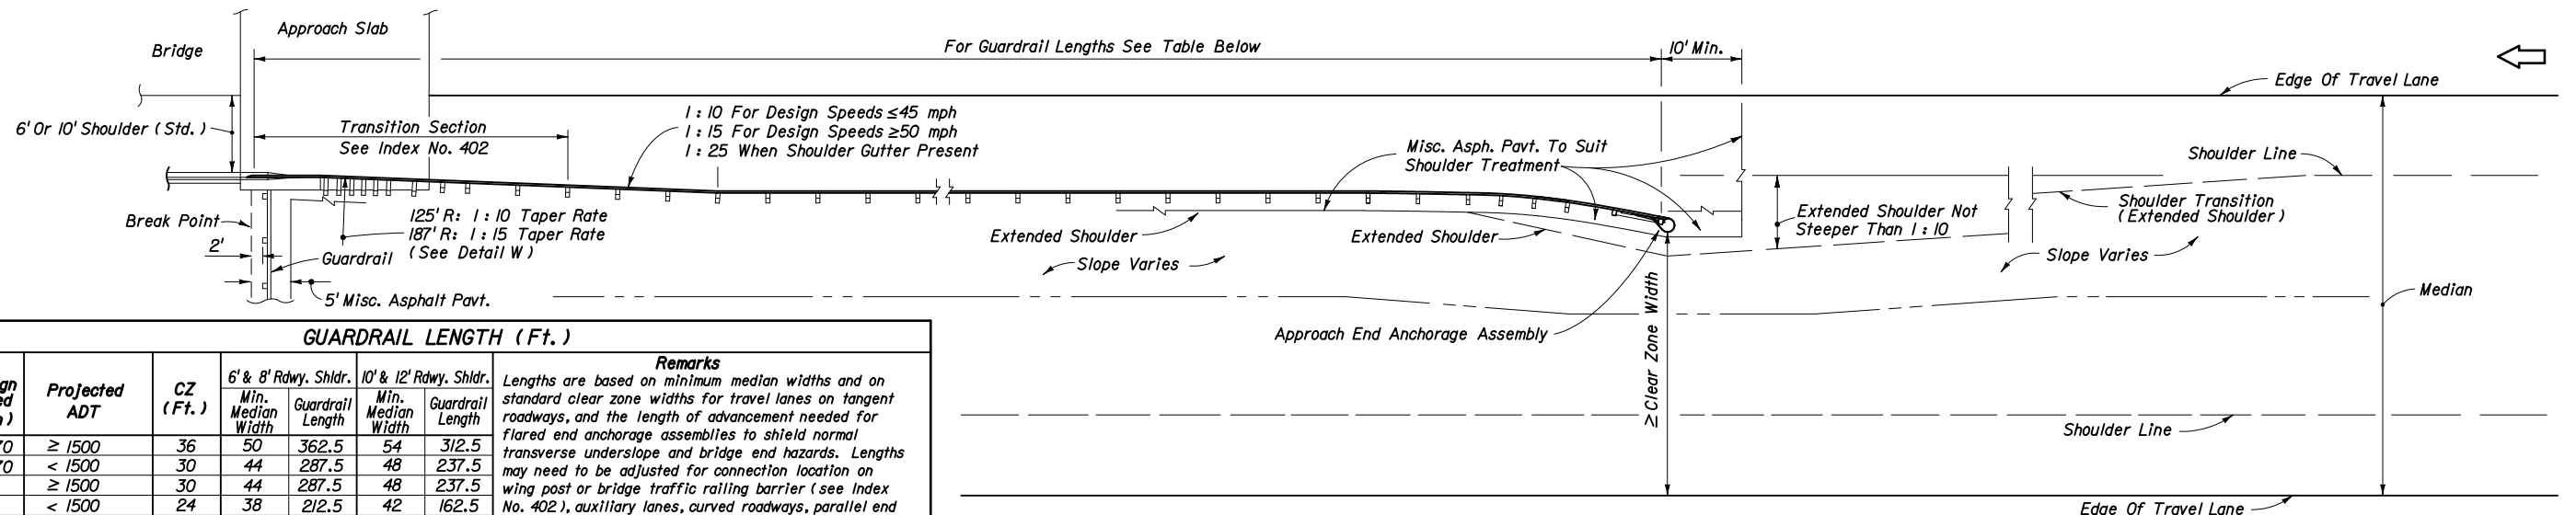 Approach Slab
Bridge
For Guardrail Lengths See Table Below
10' Min.
Edge Of Travel Lane
6' Or 10' Shoulder (Std.)
Transition Section
See Index No. 402
1:10 For Design Speeds ≤45 mph
1:15 For Design Speeds ≥50 mph
1:25 When Shoulder Gutter Present
Misc. Asph. Pavt. To Suit
Shoulder Treatment
Shoulder Line
Shoulder Transition
(Extended Shoulder)
Break Point
2'
Guardrail
125' R: 1:10 Taper Rate
187' R: 1:15 Taper Rate
(See Detail W)
5' Misc. Asphalt Pavt.
Extended Shoulder
Extended Shoulder
Extended Shoulder Not
Steeper Than 1:10
Slope Varies
Slope Varies
Median
Approach End Anchorage Assembly
≥Clear Zone Width
Shoulder Line
Edge Of Travel Lane
GUARDRAIL LENGTH (Ft.)
Projected
ADT
CZ
(Ft.)
6' & 8' Rdwy. Shldr.
10' & 12' Rdwy. Shldr.
Min.
Median
Width
Guardrail
Length
Min.
Median
Width
Guardrail
Length
≥ 1500 36 50 362.5 54 312.5
< 1500 30 44 287.5 48 237.5
≥ 1500 30 44 287.5 48 237.5
< 1500 24 38 212.5 42 162.5
Remarks
Lengths are based on minimum median widths and on
standard clear zone widths for travel lanes on tangent
roadways, and the length of advancement needed for
flared end anchorage assemblies to shield normal
transverse underslope and bridge end hazards. Lengths
may need to be adjusted for connection location on
wing post or bridge traffic railing barrier (see Index
No. 402), auxiliary lanes, curved roadways, parallel end